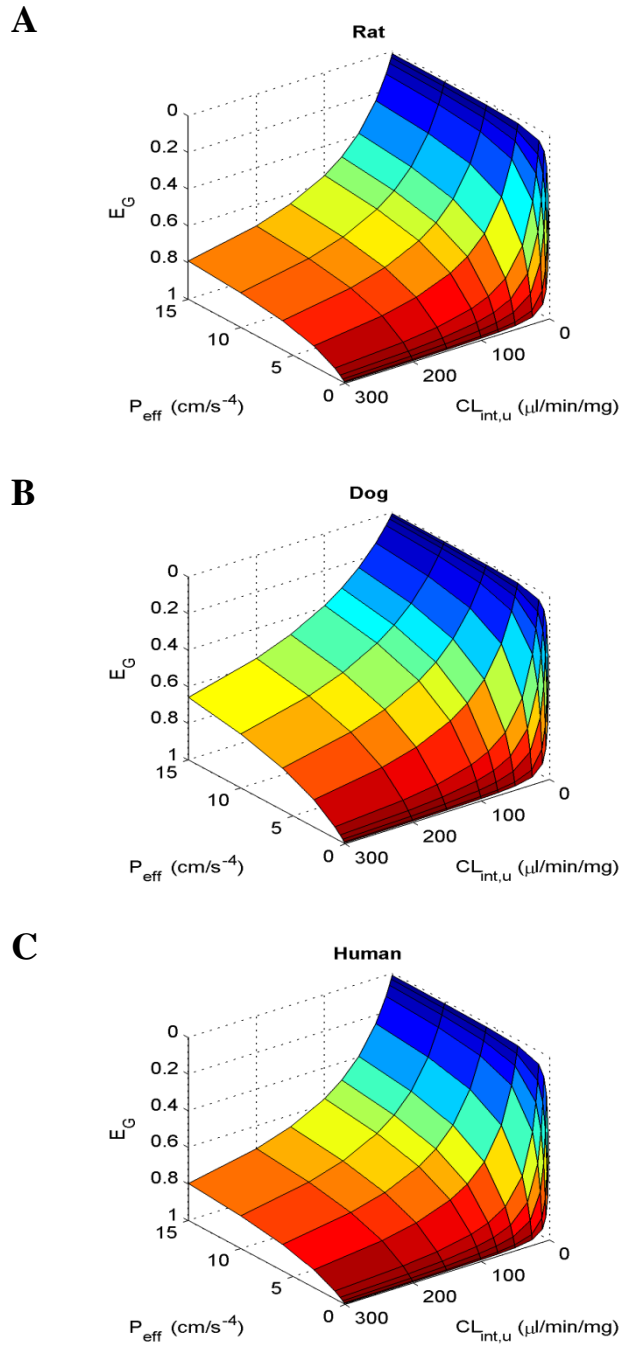 A
Rat
0
0.2
0.4
0.6
0.8
1
E_G
15
10
5
0
P_eff (cm/s^-4)
300
200
100
0
CL_int,u (μl/min/mg)
B
Dog
0
0.2
0.4
0.6
0.8
1
E_G
15
10
5
0
P_eff (cm/s^-4)
300
200
100
0
CL_int,u (μl/min/mg)
C
Human
0
0.2
0.4
0.6
0.8
1
E_G
15
10
5
0
P_eff (cm/s^-4)
300
200
100
0
CL_int,u (μl/min/mg)